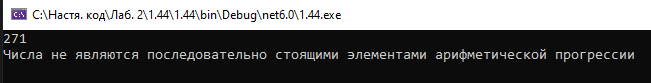 C:\Настя. код\Лаб. 2\1.44\1.44\bin\Debug\net6.0\1.44.exe
271
Числа не являются последовательно стоящими элементами арифметической прогрессии